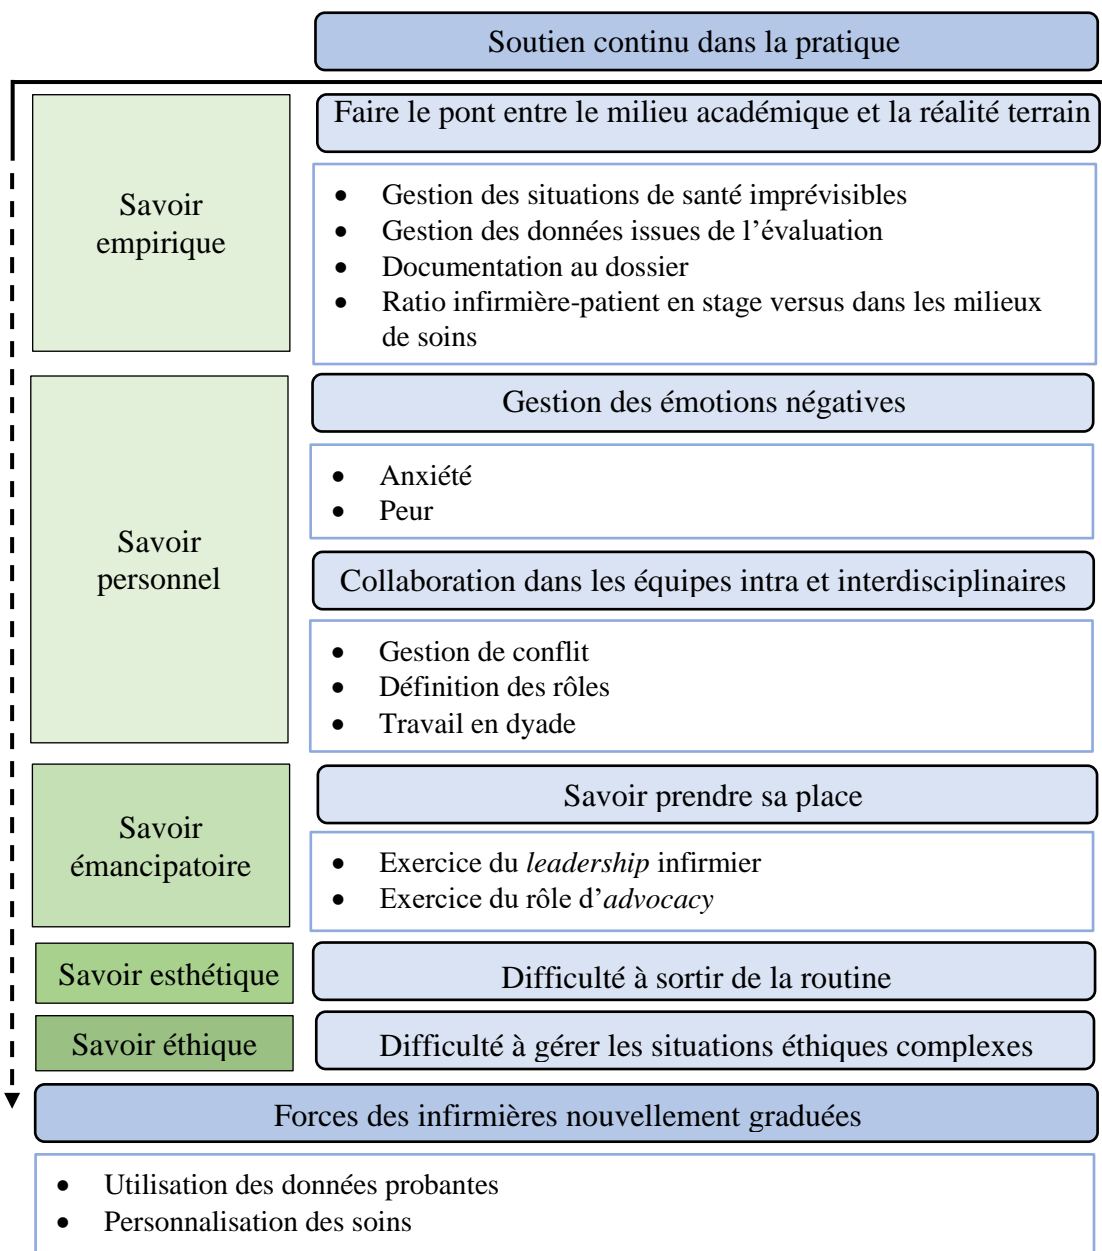 Soutien continu dans la pratique
Savoir
empirique
Faire le pont entre le milieu académique et la réalité terrain
• Gestion des situations de santé imprévisibles
• Gestion des données issues de l’évaluation
• Documentation au dossier
• Ratio infirmière-patient en stage versus dans les milieux
de soins
Savoir
personnel
Gestion des émotions négatives
• Anxiété
• Peur
Collaboration dans les équipes intra et interdisciplinaires
• Gestion de conflit
• Définition des rôles
• Travail en dyade
Savoir
émancipatoire
Savoir prendre sa place
• Exercice du leadership infirmier
• Exercice du rôle d’advocacy
Savoir esthétique
Difficulté à sortir de la routine
Savoir éthique
Difficulté à gérer les situations éthiques complexes
Forces des infirmières nouvellement graduées
• Utilisation des données probantes
• Personnalisation des soins